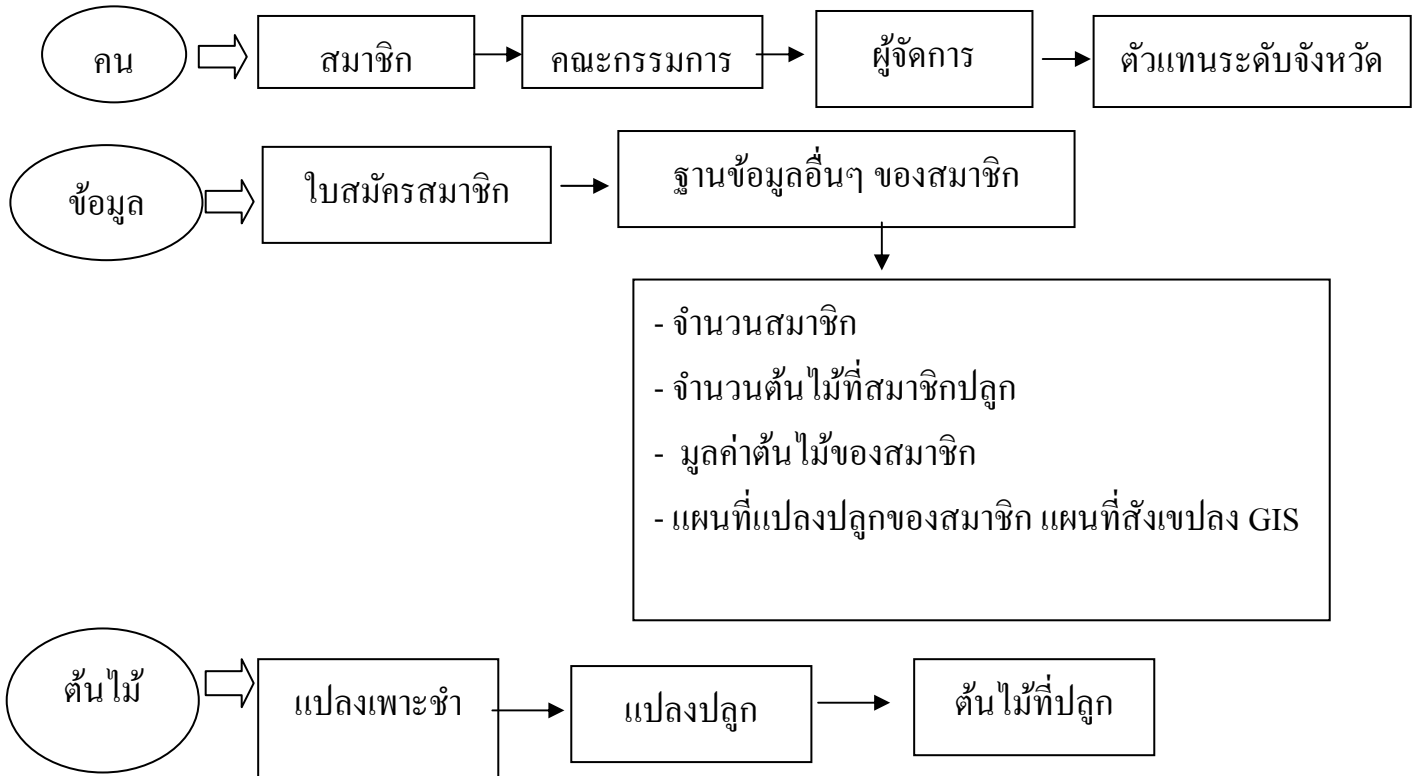 คน
สมาชิก
คณะกรรมการ
ผู้จัดการ
ตัวแทนระดับจังหวัด
ข้อมูล
ใบสมัครสมาชิก
ฐานข้อมูลอื่นๆ ของสมาชิก
- จำนวนสมาชิก
- จำนวนต้นไม้ที่สมาชิกปลูก
- มูลค่าต้นไม้ของสมาชิก
- แผนที่แปลงปลูกของสมาชิก แผนที่สังเขปลง GIS
ต้นไม้
แปลงเพาะชำ
แปลงปลูก
ต้นไม้ที่ปลูก